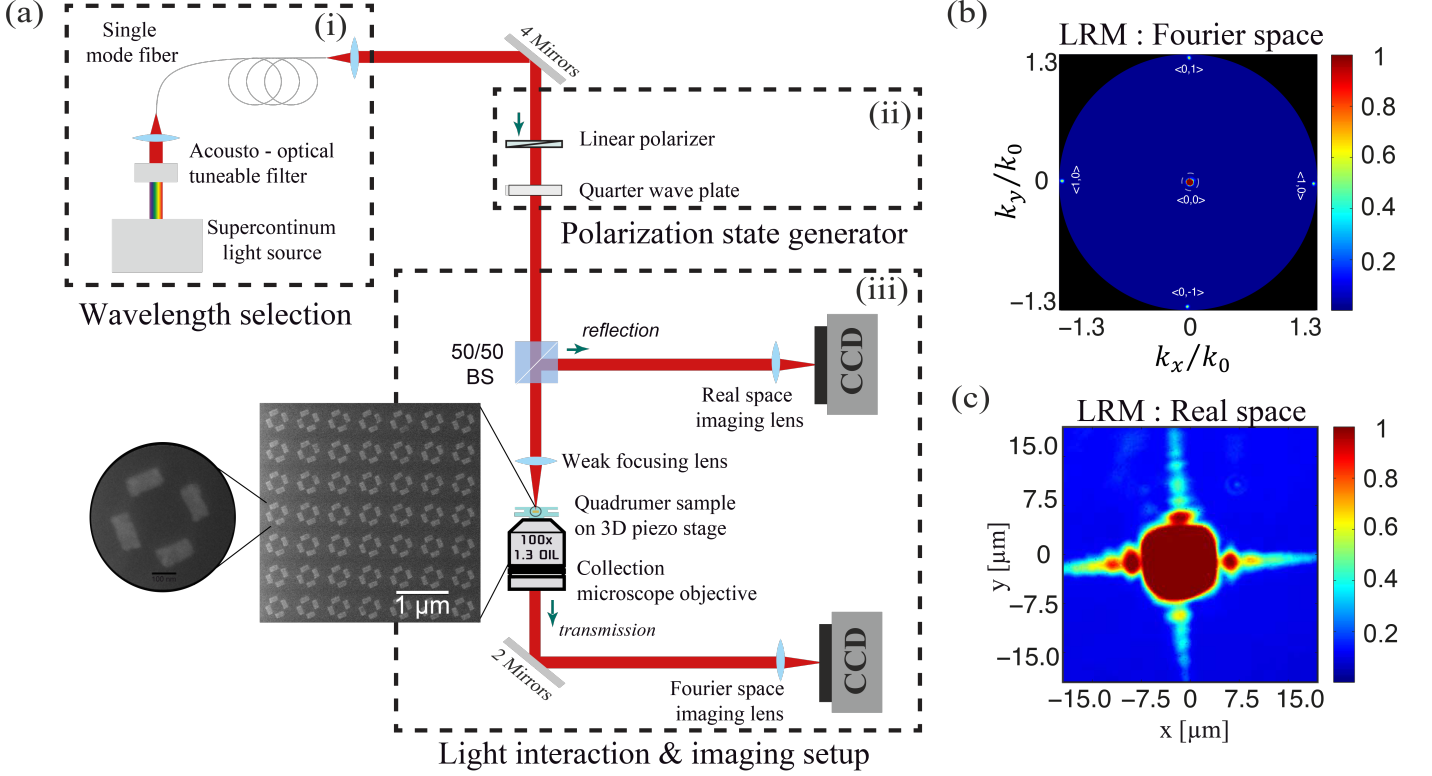 (a)
(i)
Single
mode fiber
Acousto - optical
tuneable filter
Supercontinum
light source
Wavelength selection
4 Mirrors
(ii)
Linear polarizer
Quarter wave plate
Polarization state generator
(iii)
reflection
50/50
BS
CCD
Real space
imaging lens
Weak focusing lens
Quadrumer sample
on 3D piezo stage
100x
1.3 OIL
Collection
microscope objective
transmission
2 Mirrors
CCD
Fourier space
imaging lens
Light interaction & imaging setup
100 nm
1 µm
(b)
LRM : Fourier space
1.3
0
−1.3
ky/k0
<0,1>
<1,0>
<0,0>
<1,0>
<0,-1>
−1.3
0
1.3
kx/k0
1
0.8
0.6
0.4
0.2
(c)
LRM : Real space
15.0
7.5
0
−7.5
−15.0
y [µm]
−15.0
−7.5
0
7.5
15.0
x [µm]
1
0.8
0.6
0.4
0.2